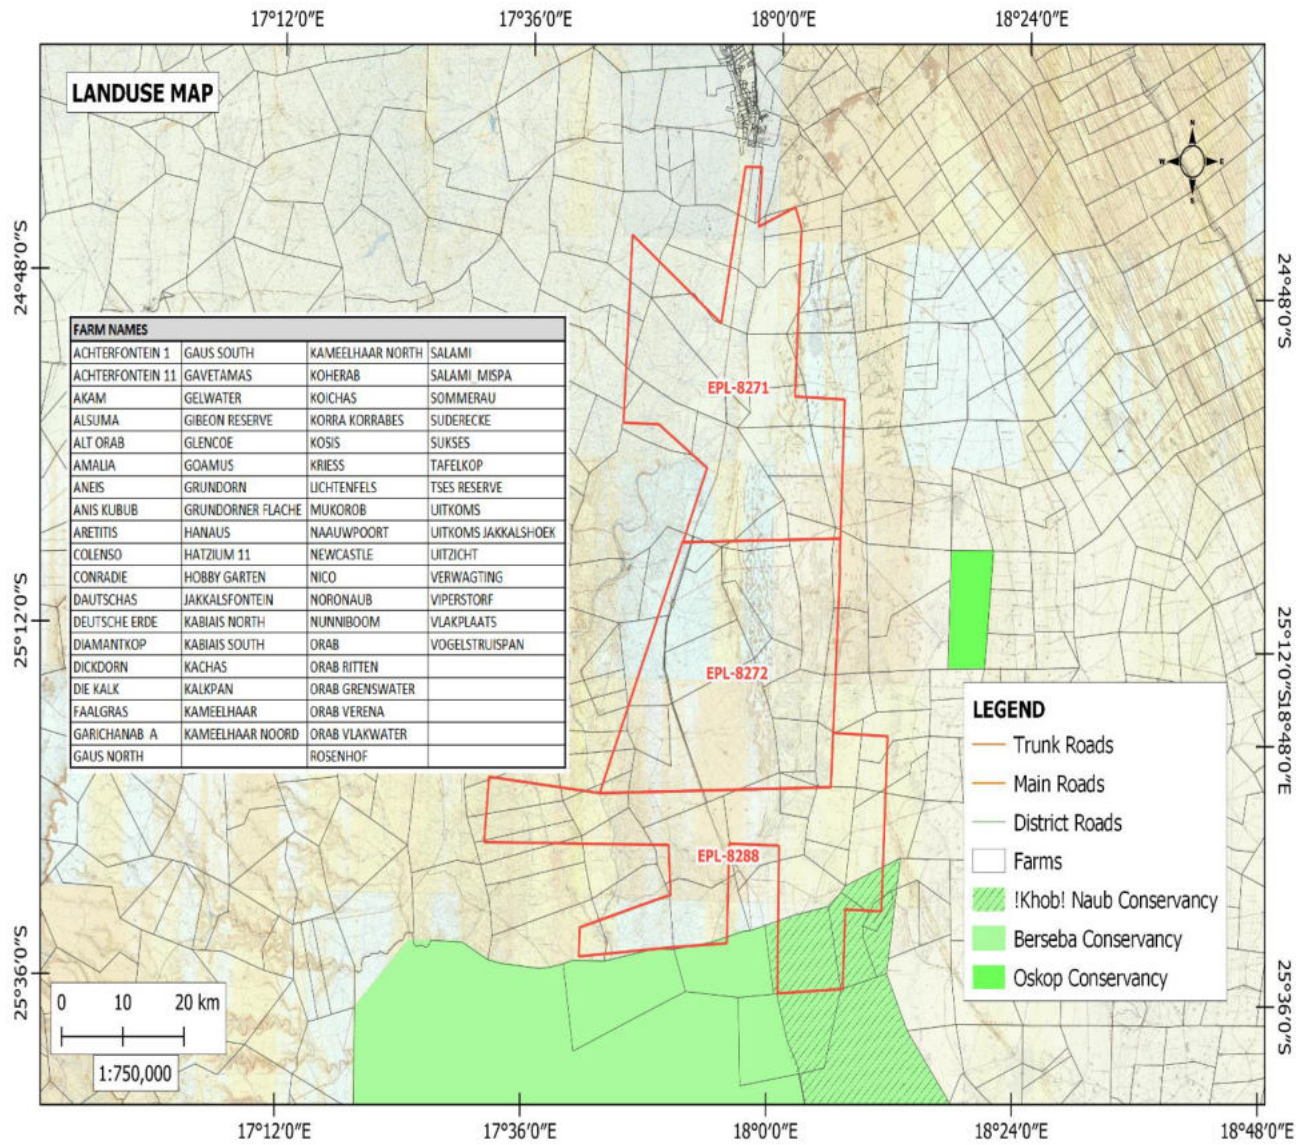 17°12'0"E 17°36'0"E 18°0'0"E 18°24'0"E
LANDUSE MAP
N
W E
S
24°48'0"S
24°48'0"S
FARM NAMES
ACHTERFONTEIN 1 GAUS SOUTH KAMEELHAAR NORTH SALAMI
ACHTERFONTEIN 11 GAVETAMAS KOHERAB SALAMI_MISPA
AKAM GELWATER KOICHAS SOMMERAU
ALSUMA GIBEON RESERVE KORRA KORRABES SUDERECKE
ALT ORAB GLENCOE KOSIS SUKSES
AMALIA GOAMUS KRIESS TAFELKOP
ANEIS GRUNDORN LICHTENFELS TSES RESERVE
ANIS KUBUB GRUNDORNER FLACHE MUKOROB UITKOMS
ARETITIS HANAUS NAAUWPOORT UITKOMS JAKKALSHOEK
COLENSO HATZIUM 11 NEWCASTLE UITZICHT
CONRADIE HOBBY GARTEN NICO VERWAGTING
DAUTSCHAS JAKKALSFONTEIN NORONAUB VIPERSTORF
DEUTSCHE ERDE KABIAIS NORTH NUNNIBOOM VLAKPLAATS
DIAMANTKOP KABIAIS SOUTH ORAB VOGELSTRUISPAN
DICKDORN KACHAS ORAB RITTEN
DIE KALK KALKPAN ORAB GRENSWATER
FAALGRAS KAMEELHAAR ORAB VERENA
GARICHANAB A KAMEELHAAR NOORD ORAB VLAKWATER
GAUS NORTH ROSENHOF
EPL-8271
25°12'0"S
25°12'0"S
EPL-8272
18°48'0"E
EPL-8288
LEGEND
Trunk Roads
Main Roads
District Roads
Farms
!Khob! Naub Conservancy
Berseba Conservancy
Oskop Conservancy
25°36'0"S
25°36'0"S
0 10 20 km
1:750,000
17°12'0"E 17°36'0"E 18°0'0"E 18°24'0"E 18°48'0"E